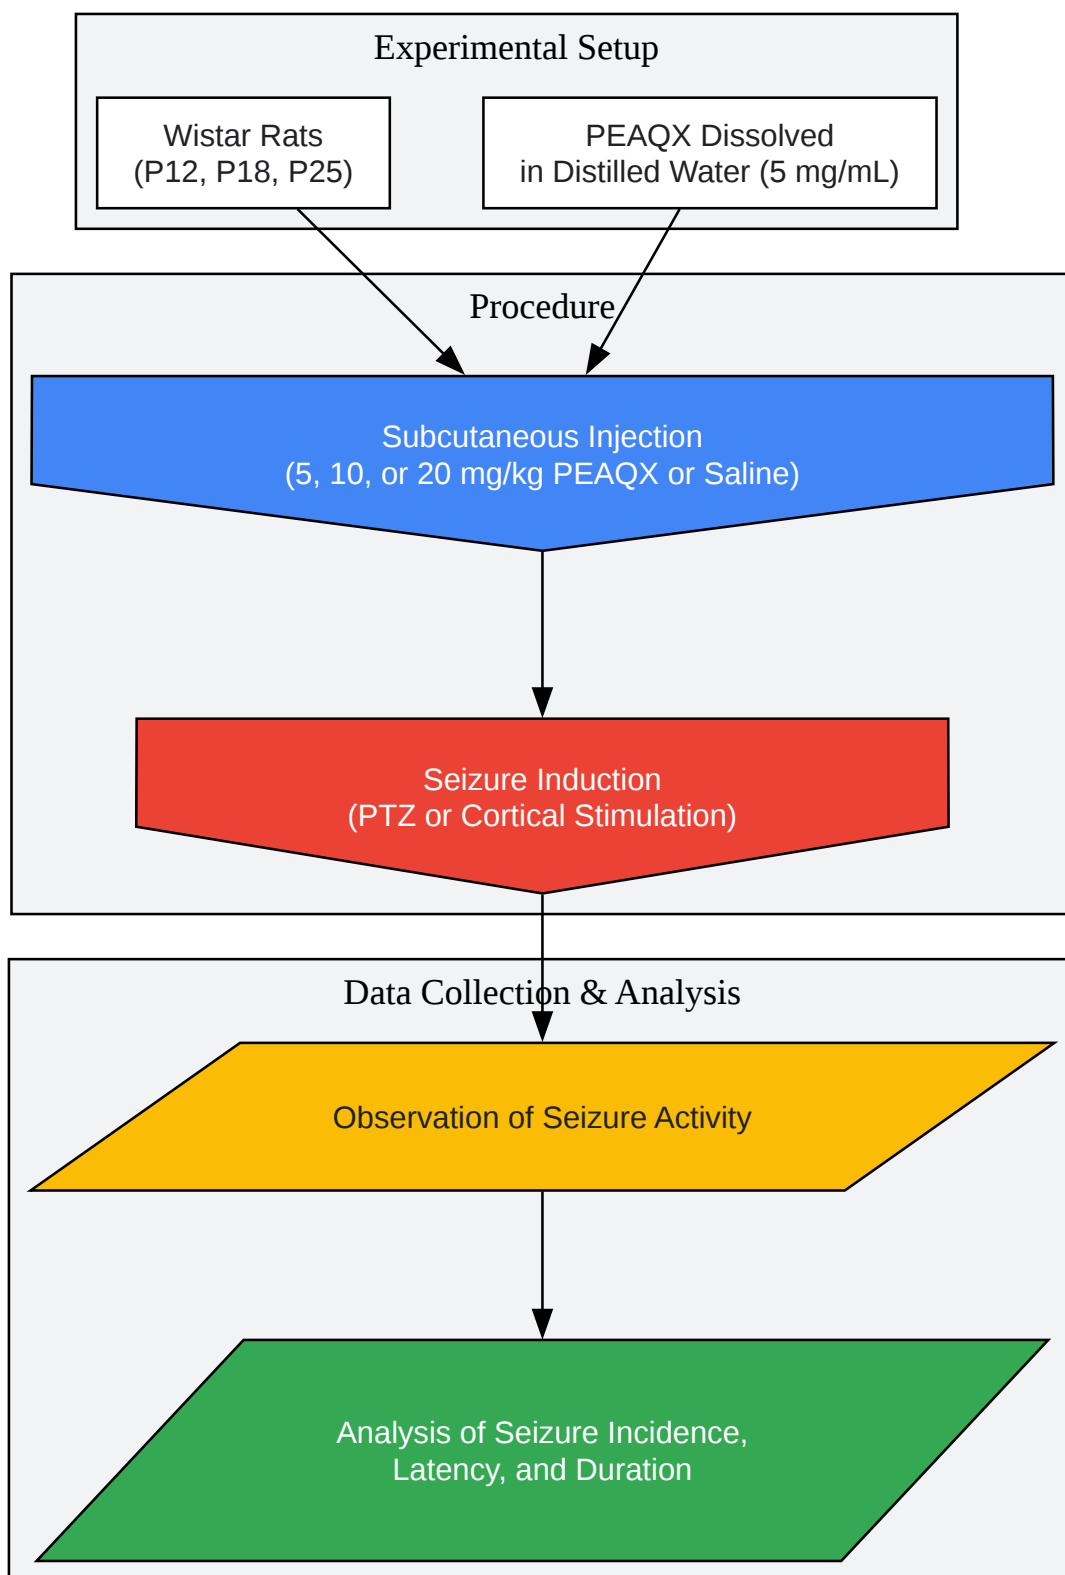 Experimental Setup
Wistar Rats
(P12, P18, P25)
PEAQX Dissolved
in Distilled Water (5 mg/mL)
Procedure
Subcutaneous Injection
(5, 10, or 20 mg/kg PEAQX or Saline)
Seizure Induction
(PTZ or Cortical Stimulation)
Data Collection & Analysis
Observation of Seizure Activity
Analysis of Seizure Incidence,
Latency, and Duration